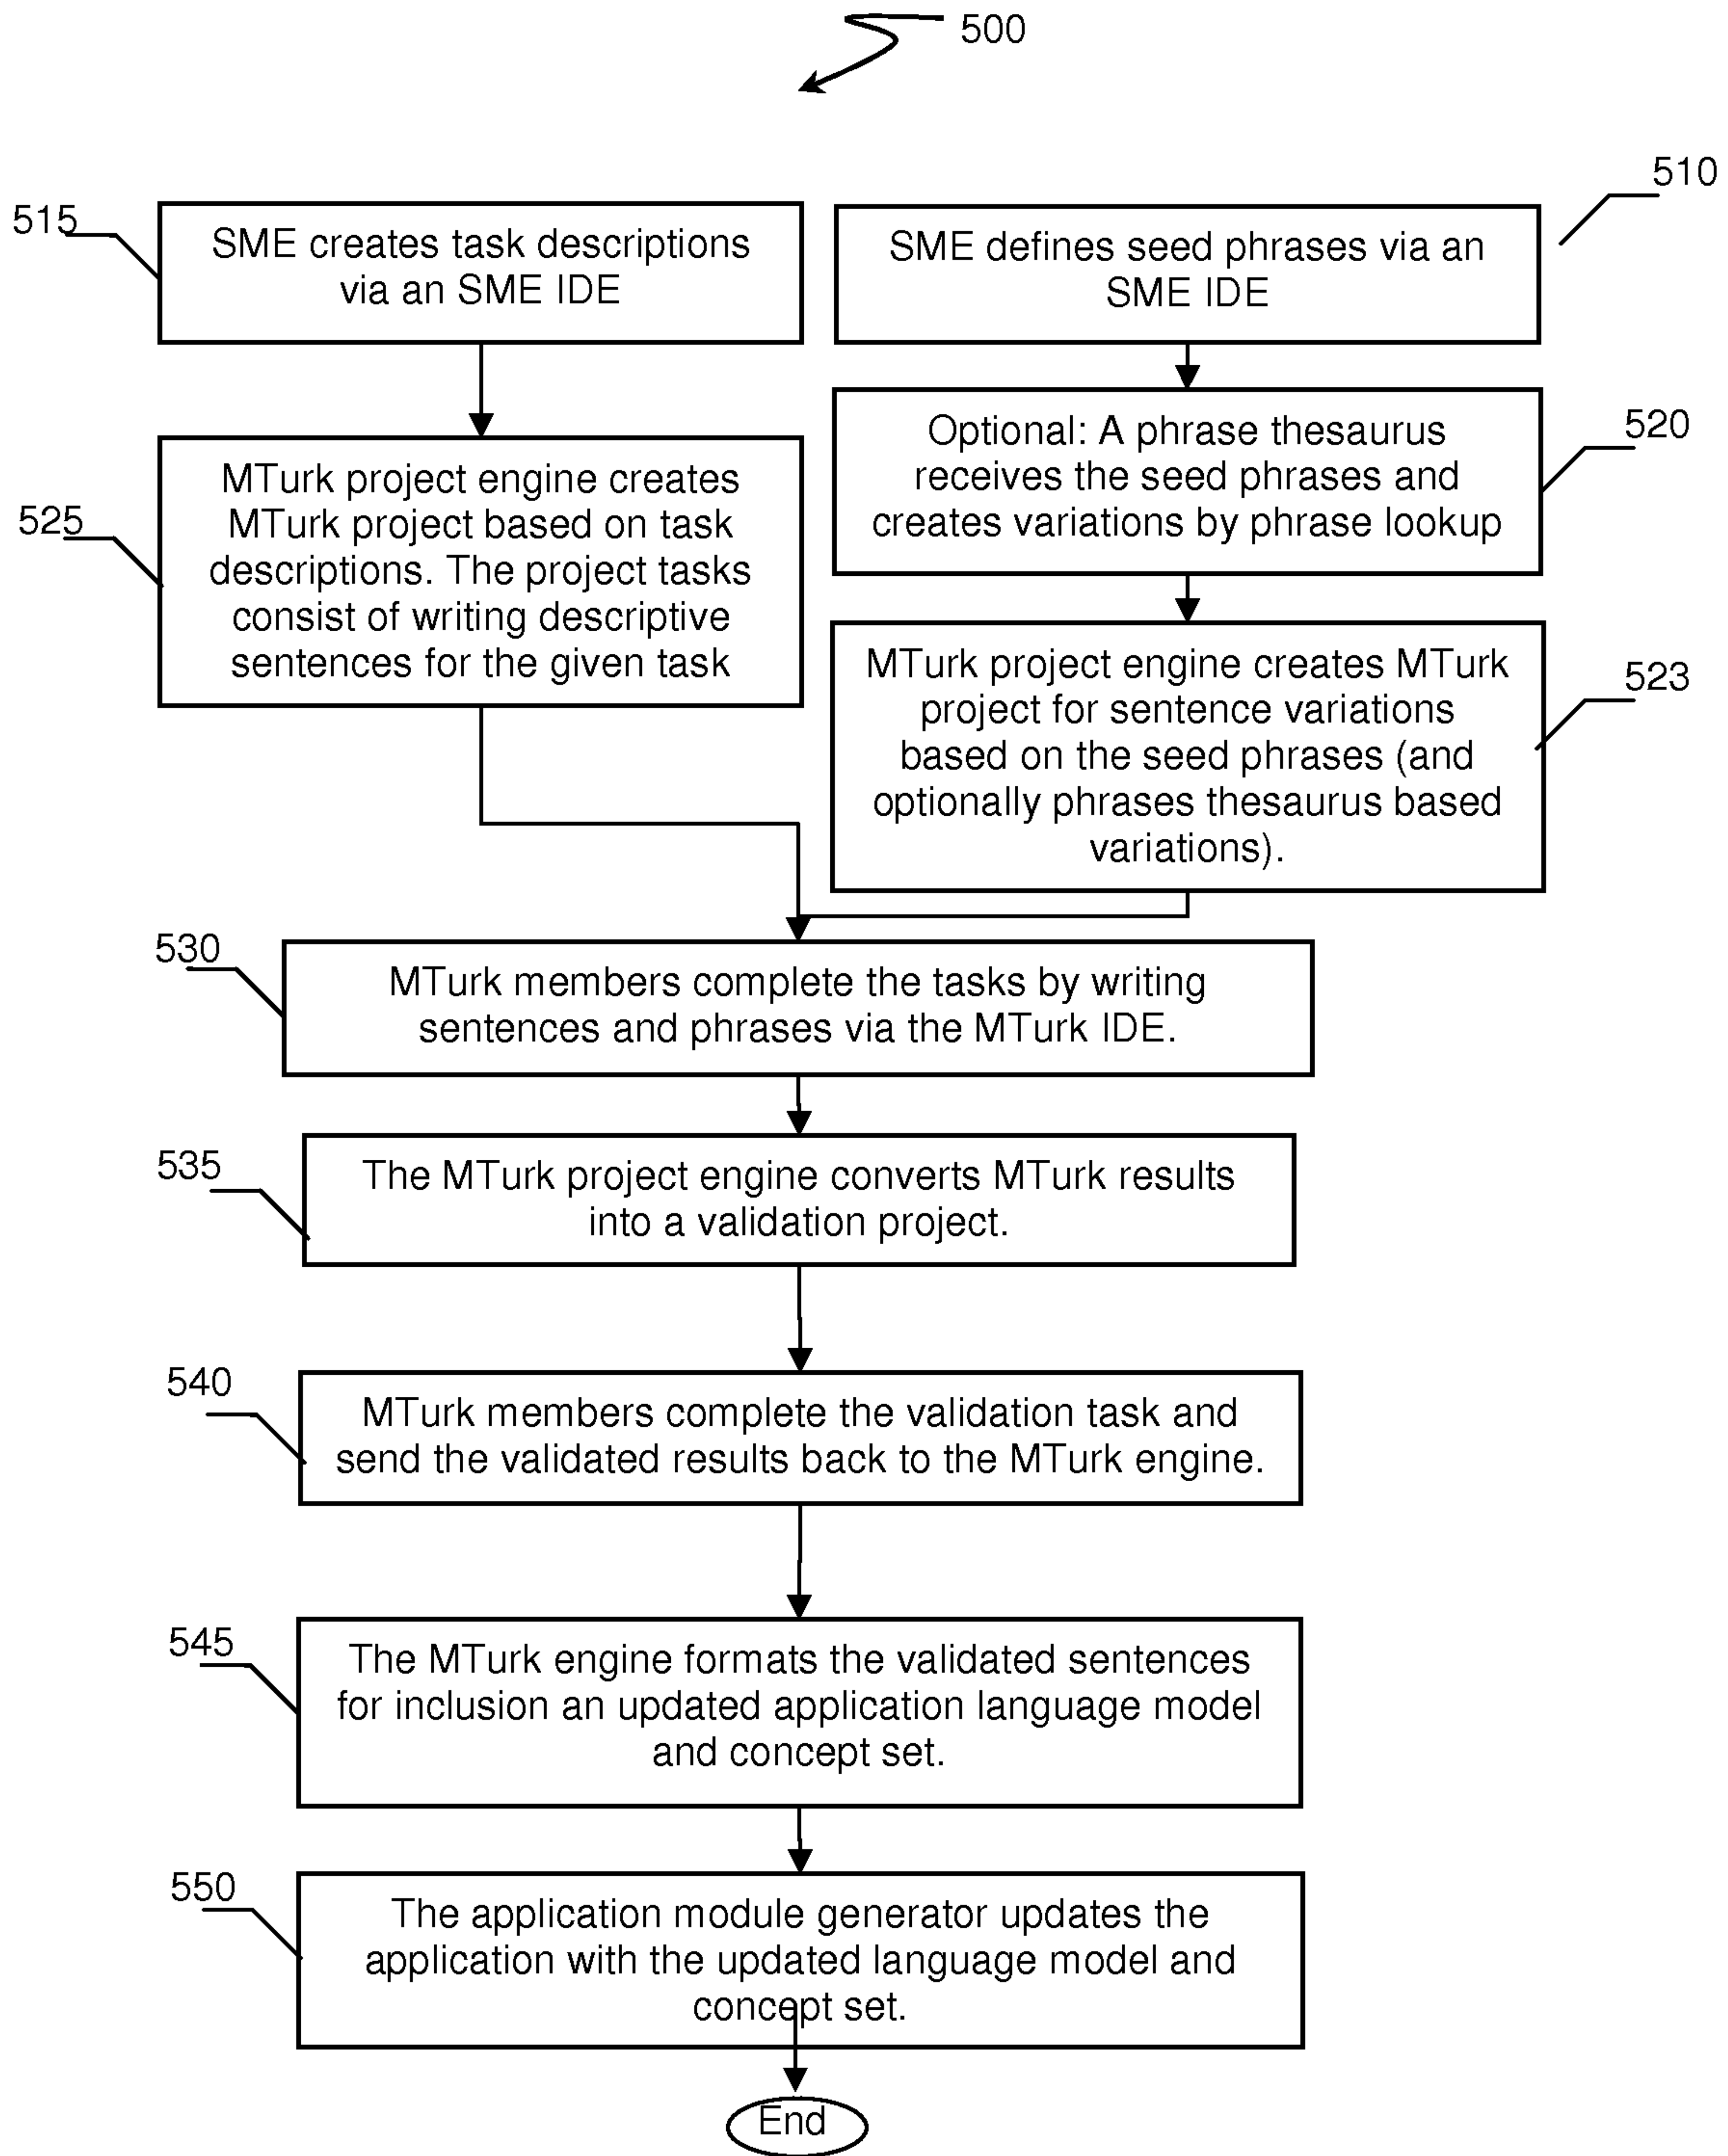 500
510
515
SME creates task descriptions
via an SME IDE
SME defines seed phrases via an
SME IDE
520
Optional: A phrase thesaurus
receives the seed phrases and
creates variations by phrase lookup
525
MTurk project engine creates
MTurk project based on task
descriptions. The project tasks
consist of writing descriptive
sentences for the given task
523
MTurk project engine creates MTurk
project for sentence variations
based on the seed phrases (and
optionally phrases thesaurus based
variations).
530
MTurk members complete the tasks by writing
sentences and phrases via the MTurk IDE.
535
The MTurk project engine converts MTurk results
into a validation project.
540
MTurk members complete the validation task and
send the validated results back to the MTurk engine.
545
The MTurk engine formats the validated sentences
for inclusion an updated application language model
and concept set.
550
The application module generator updates the
application with the updated language model and
concept set.
End